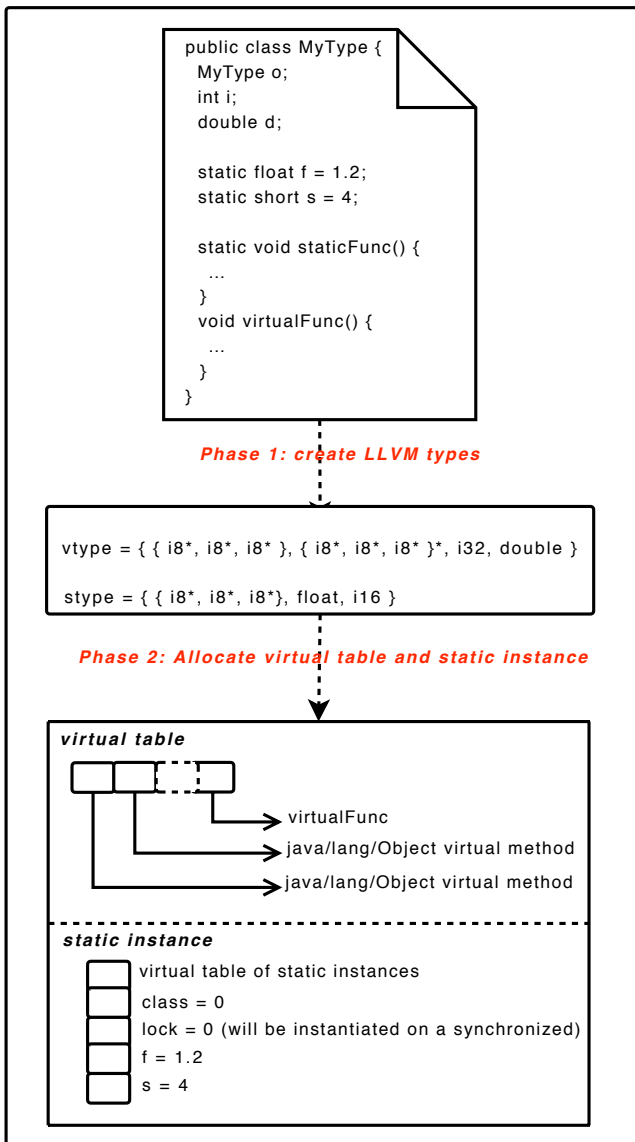 public class MyType {
MyType o;
int i;
double d;
static float f = 1.2;
static short s = 4;
static void staticFunc() {
...
}
void virtualFunc() {
...
}
}
Phase 1: create LLVM types
vtype = { { i8*, i8*, i8* }, { i8*, i8*, i8* }*, i32, double }
stype = { { i8*, i8*, i8*}, float, i16 }
Phase 2: Allocate virtual table and static instance
virtual table
virtualFunc
java/lang/Object virtual method
java/lang/Object virtual method
static instance
virtual table of static instances
class = 0
lock = 0 (will be instantiated on a synchronized)
f = 1.2
s = 4